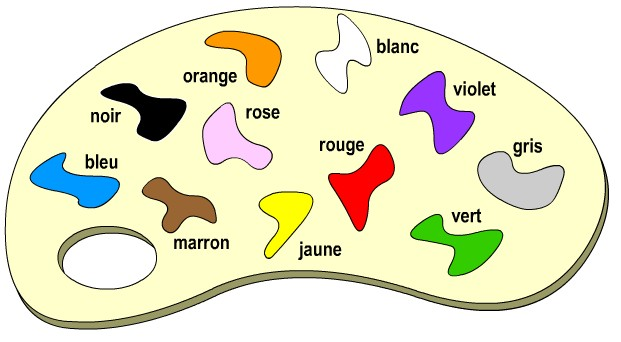 blanc
orange
violet
noir
rose
rouge
gris
bleu
vert
marron
jaune